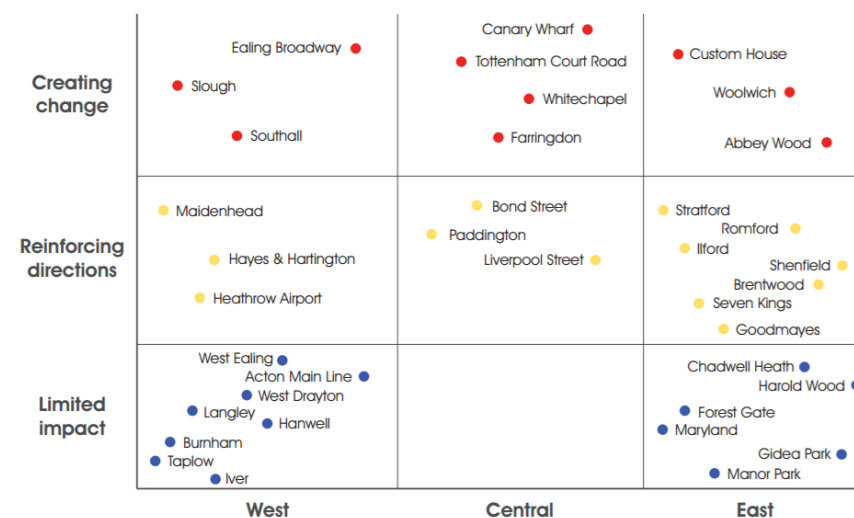 Creating
change
Ealing Broadway
Slough
Southall
Canary Wharf
Tottenham Court Road
Whitechapel
Farringdon
Custom House
Woolwich
Abbey Wood
Reinforcing
directions
Maidenhead
Hayes & Hartington
Heathrow Airport
Bond Street
Paddington
Liverpool Street
Stratford
Romford
Ilford
Shenfield
Brentwood
Seven Kings
Goodmayes
Limited
impact
West Ealing
Acton Main Line
West Drayton
Langley
Hanwell
Burnham
Taplow
Iver
Chadwell Heath
Harold Wood
Forest Gate
Maryland
Gidea Park
Manor Park
West
Central
East